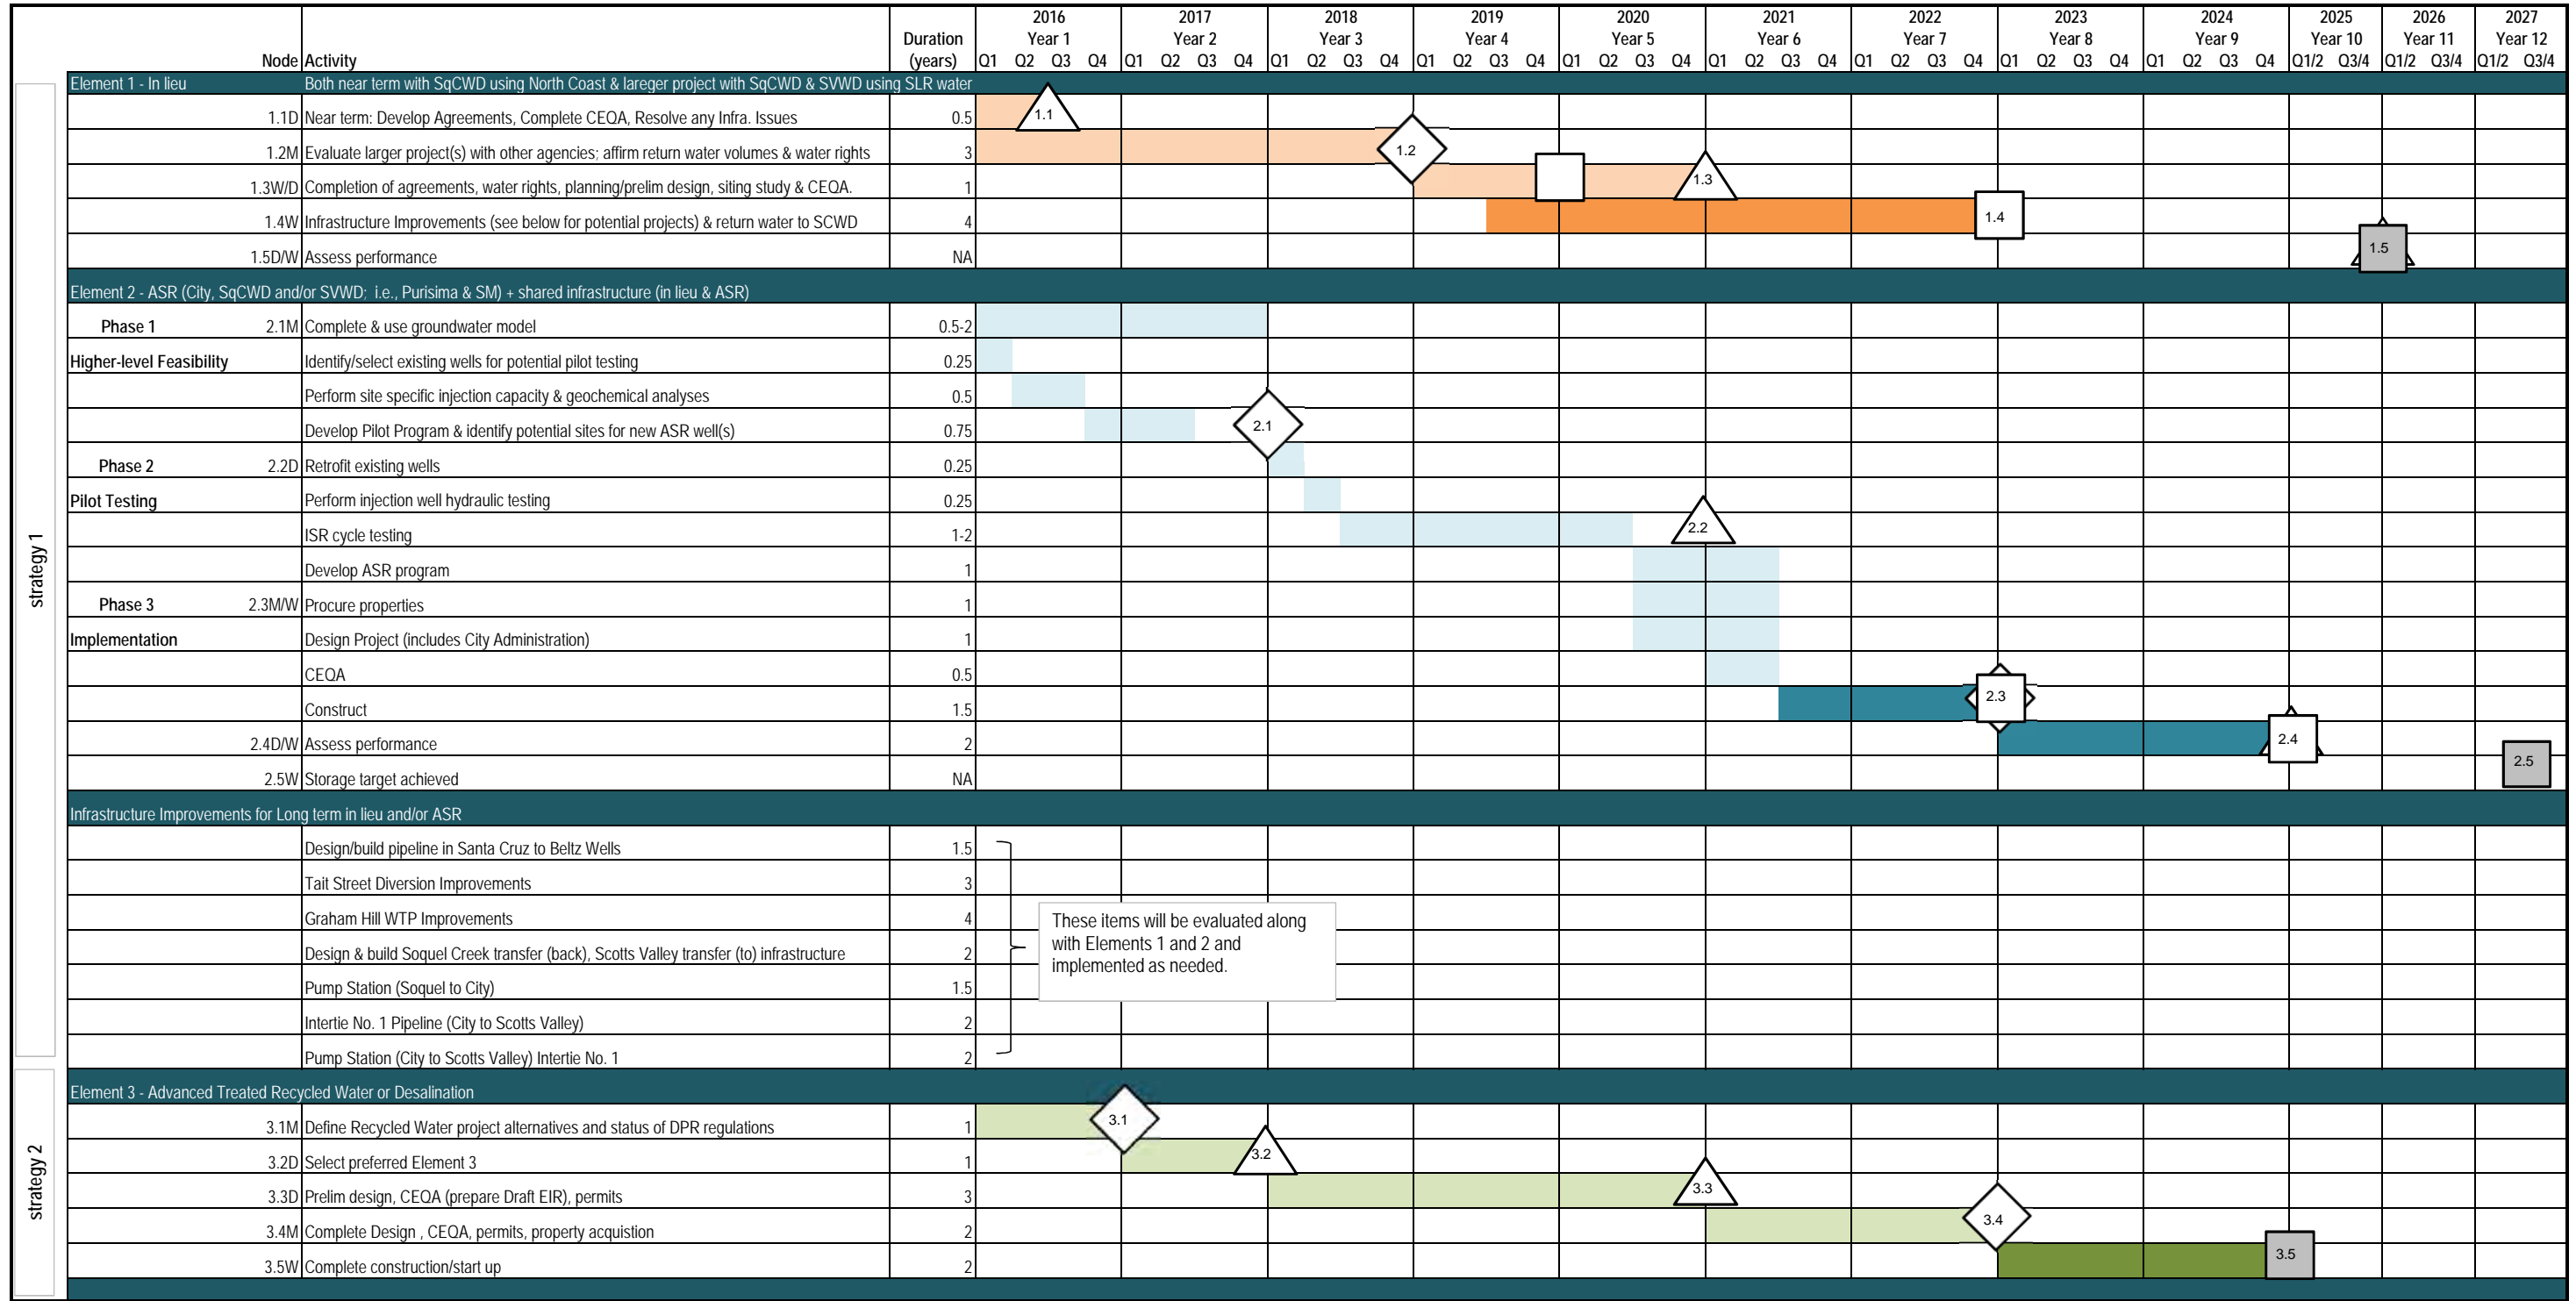 2016 2017 2018 2019 2020 2021 2022 2023 2024 2025 2026 2027
Duration Year 1 Year 2 Year 3 Year 4 Year 5 Year 6 Year 7 Year 8 Year 9 Year 10 Year 11 Year 12
Node Activity (years) Q1 Q2 Q3 Q4 Q1 Q2 Q3 Q4 Q1 Q2 Q3 Q4 Q1 Q2 Q3 Q4 Q1 Q2 Q3 Q4 Q1 Q2 Q3 Q4 Q1 Q2 Q3 Q4 Q1 Q2 Q3 Q4 Q1 Q2 Q3 Q4 Q1/2 Q3/4 Q1/2 Q3/4 Q1/2 Q3/4
strategy 1
Element 1 - In lieu Both near term with SqCWD using North Coast & lareger project with SqCWD & SVWD using SLR water
1.1D Near term: Develop Agreements, Complete CEQA, Resolve any Infra. Issues 0.5 1.1
1.2M Evaluate larger project(s) with other agencies; affirm return water volumes & water rights 3 1.2
1.3W/D Completion of agreements, water rights, planning/prelim design, siting study & CEQA. 1 1.3
1.4W Infrastructure Improvements (see below for potential projects) & return water to SCWD 4 1.4
1.5D/W Assess performance NA 1.5
Element 2 - ASR (City, SqCWD and/or SVWD; i.e., Purisima & SM) + shared infrastructure (in lieu & ASR)
Phase 1 2.1M Complete & use groundwater model 0.5-2
Higher-level Feasibility Identify/select existing wells for potential pilot testing 0.25
Perform site specific injection capacity & geochemical analyses 0.5
Develop Pilot Program & identify potential sites for new ASR well(s) 0.75 2.1
Phase 2 2.2D Retrofit existing wells 0.25
Pilot Testing Perform injection well hydraulic testing 0.25
ISR cycle testing 1-2 2.2
Develop ASR program 1
Phase 3 2.3M/W Procure properties 1
Implementation Design Project (includes City Administration) 1
CEQA 0.5
Construct 1.5 2.3
2.4D/W Assess performance 2 2.4
2.5W Storage target achieved NA 2.5
Infrastructure Improvements for Long term in lieu and/or ASR
Design/build pipeline in Santa Cruz to Beltz Wells 1.5
Tait Street Diversion Improvements 3
Graham Hill WTP Improvements 4
Design & build Soquel Creek transfer (back), Scotts Valley transfer (to) infrastructure 2
Pump Station (Soquel to City) 1.5
Intertie No. 1 Pipeline (City to Scotts Valley) 2
Pump Station (City to Scotts Valley) Intertie No. 1 2
These items will be evaluated along
with Elements 1 and 2 and
implemented as needed.
strategy 2
Element 3 - Advanced Treated Recycled Water or Desalination
3.1M Define Recycled Water project alternatives and status of DPR regulations 1 3.1
3.2D Select preferred Element 3 1 3.2
3.3D Prelim design, CEQA (prepare Draft EIR), permits 3 3.3
3.4M Complete Design , CEQA, permits, property acquistion 2 3.4
3.5W Complete construction/start up 2 3.5